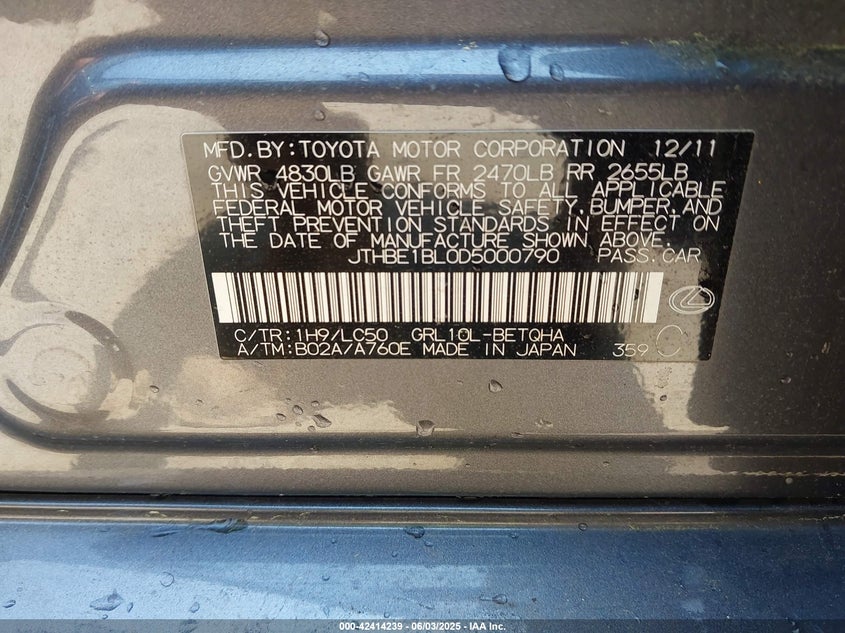 MFD. BY: TOYOTA MOTOR CORPORATION 12/11
GVWR 4830LB GAWR FR 2470LB RR 2655LB
THIS VEHICLE CONFORMS TO ALL APPLICABLE
FEDERAL MOTOR VEHICLE SAFETY, BUMPER, AND
THEFT PREVENTION STANDARDS IN EFFECT ON
THE DATE OF MANUFACTURE SHOWN ABOVE.
JTHBE1BL0D5000790 PASS. CAR
C/TR: 1H9/LC50 GRL10L-BETQHA
A/TM: B02A/A760E MADE IN JAPAN 359 C
000-42414239 - 06/03/2025 - IAA Inc.